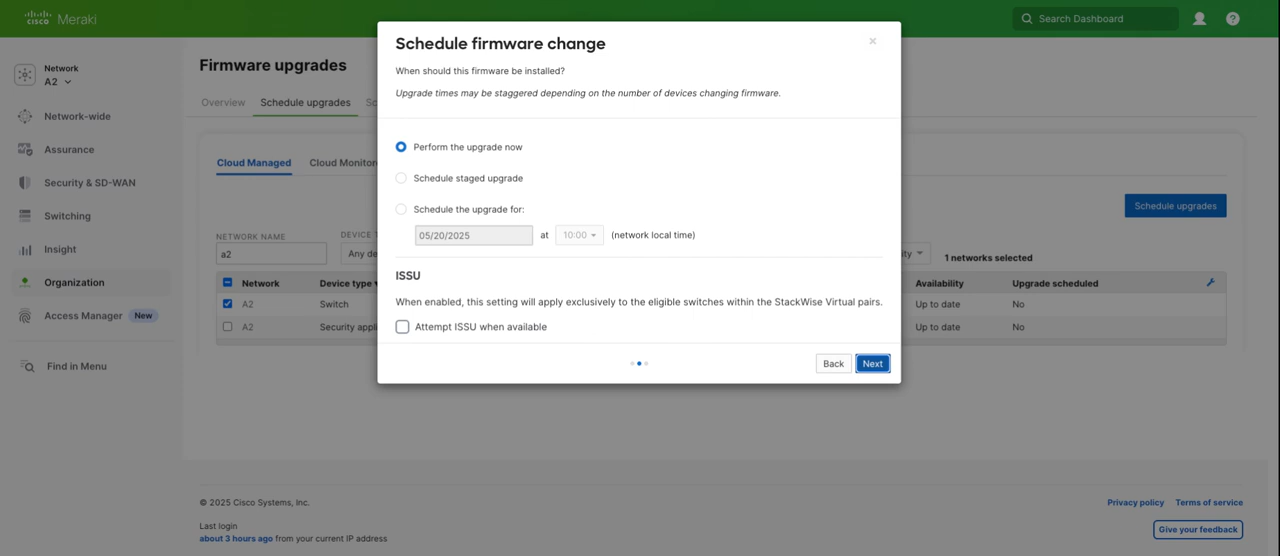 CISCO Meraki
Search Dashboard
Network
A2
Network-wide
Assurance
Security & SD-WAN
Switching
Insight
Organization
Access Manager New
Find in Menu
Firmware upgrades
Overview Schedule upgrades
Cloud Managed
Schedule upgrades
NETWORK NAME
a2
1 networks selected
Network Device type Availability Upgrade scheduled
A2 Switch Up to date No
A2 Security Up to date No
Schedule firmware change
×
When should this firmware be installed?
Upgrade times may be staggered depending on the number of devices changing firmware.
Perform the upgrade now
Schedule staged upgrade
Schedule the upgrade for:
05/20/2025 at 10:00 (network local time)
ISSU
When enabled, this setting will apply exclusively to the eligible switches within the StackWise Virtual pairs.
Attempt ISSU when available
Back Next
© 2025 Cisco Systems, Inc.
Privacy policy Terms of service
Last login
about 3 hours ago from your current IP address
Give your feedback